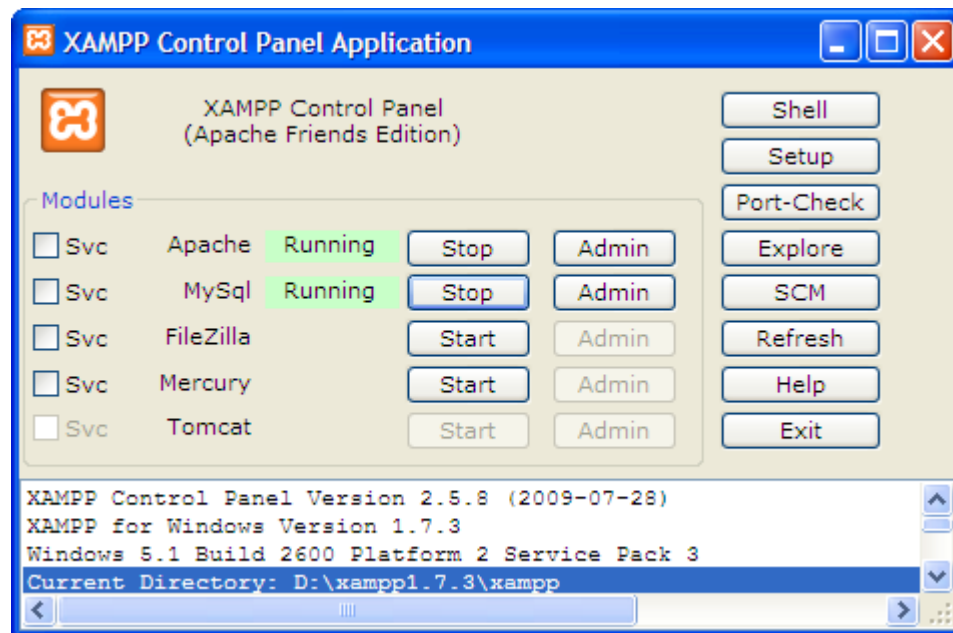 XAMPP Control Panel Application
XAMPP Control Panel
(Apache Friends Edition)
Shell
Setup
Port-Check
Explore
SCM
Refresh
Help
Exit
Modules
Svc Apache Running Stop Admin
Svc MySql Running Stop Admin
Svc FileZilla Start Admin
Svc Mercury Start Admin
Svc Tomcat Start Admin
XAMPP Control Panel Version 2.5.8 (2009-07-28)
XAMPP for Windows Version 1.7.3
Windows 5.1 Build 2600 Platform 2 Service Pack 3
Current Directory: D:\xampp1.7.3\xampp